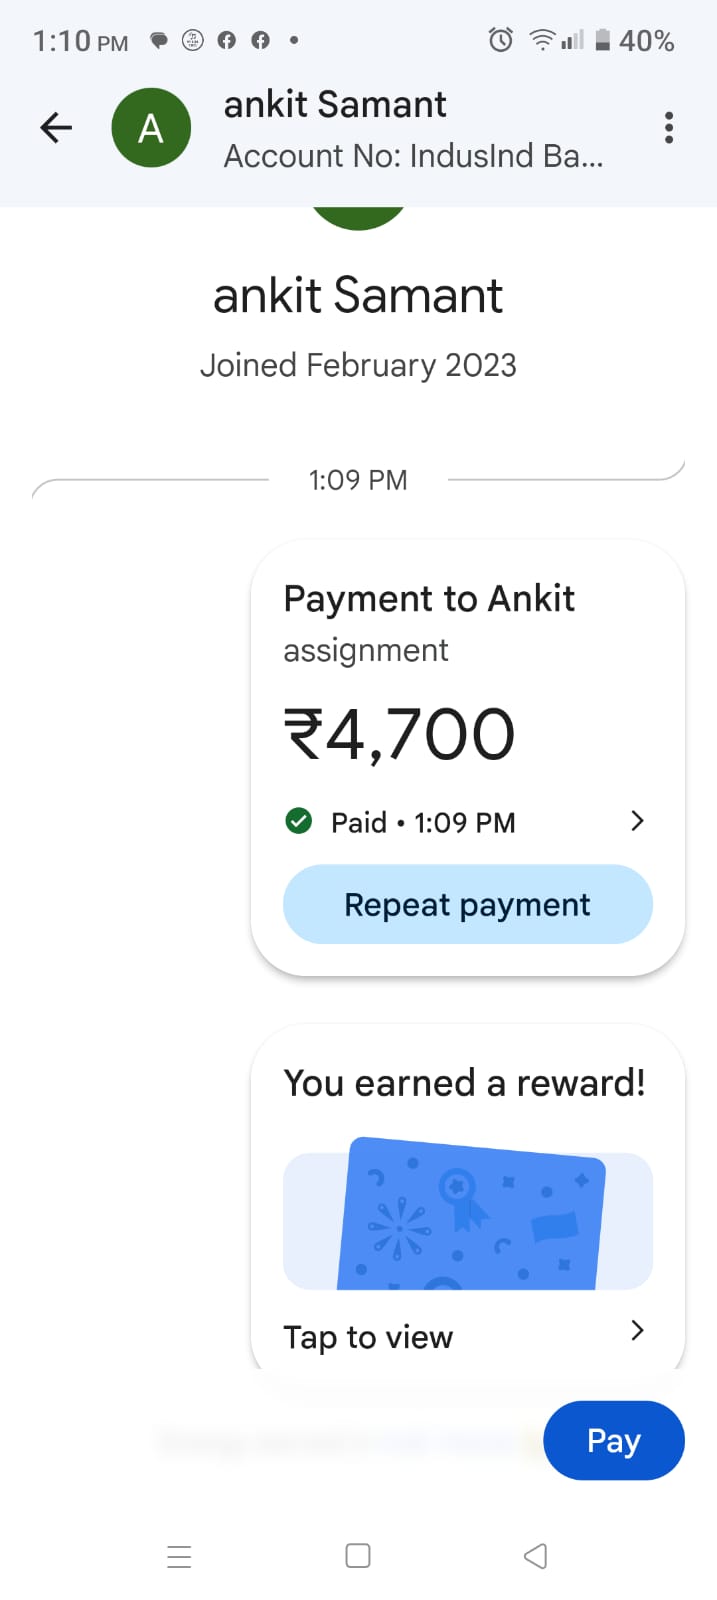 1:10 PM
40%
A
ankit Samant
Account No: IndusInd Ba...
ankit Samant
Joined February 2023
1:09 PM
Payment to Ankit
assignment
₹4,700
Paid • 1:09 PM
Repeat payment
You earned a reward!
Tap to view
Pay